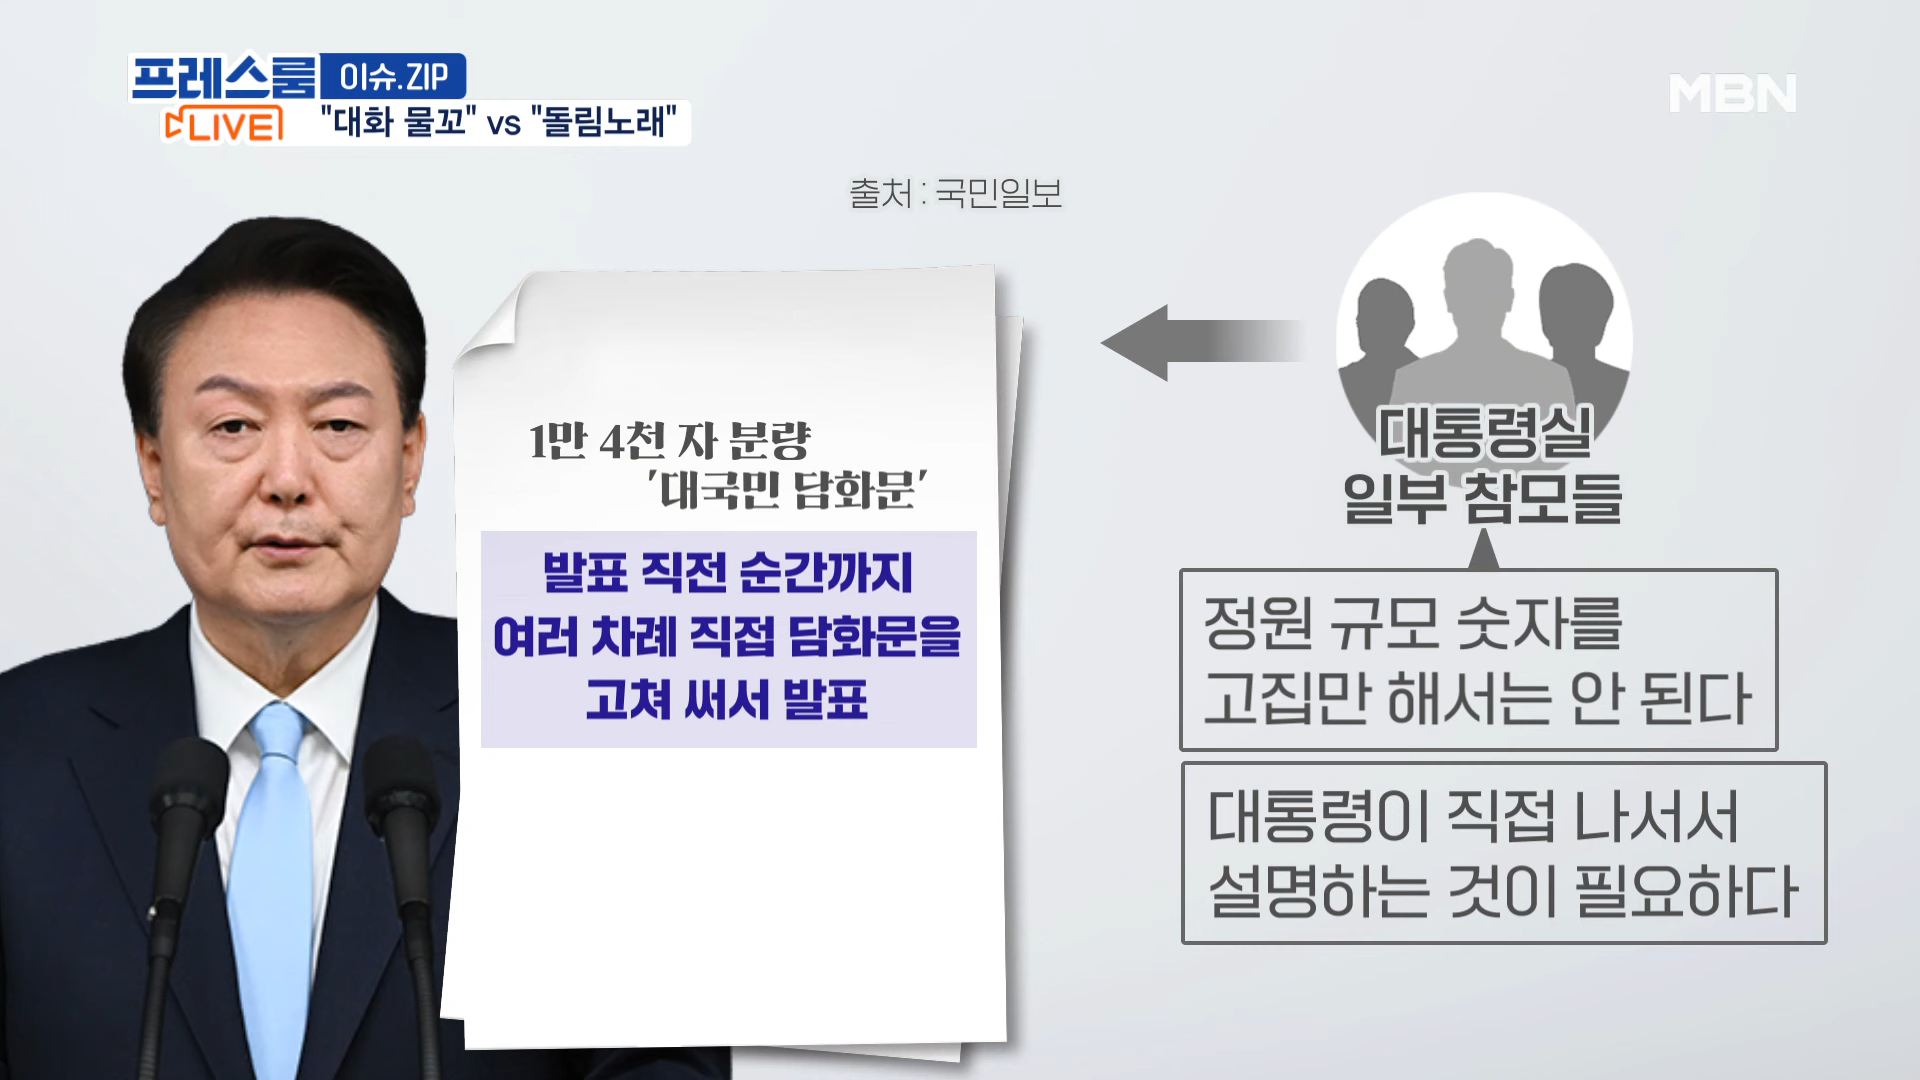 프레스룸 이슈.ZIP
LIVE "대화 물꼬" vs "돌림노래"
MBN
출처 : 국민일보
1만 4천 자 분량
'대국민 담화문'
발표 직전 순간까지
여러 차례 직접 담화문을
고쳐 써서 발표
대통령실
일부 참모들
정원 규모 숫자를
고집만 해서는 안 된다
대통령이 직접 나서서
설명하는 것이 필요하다